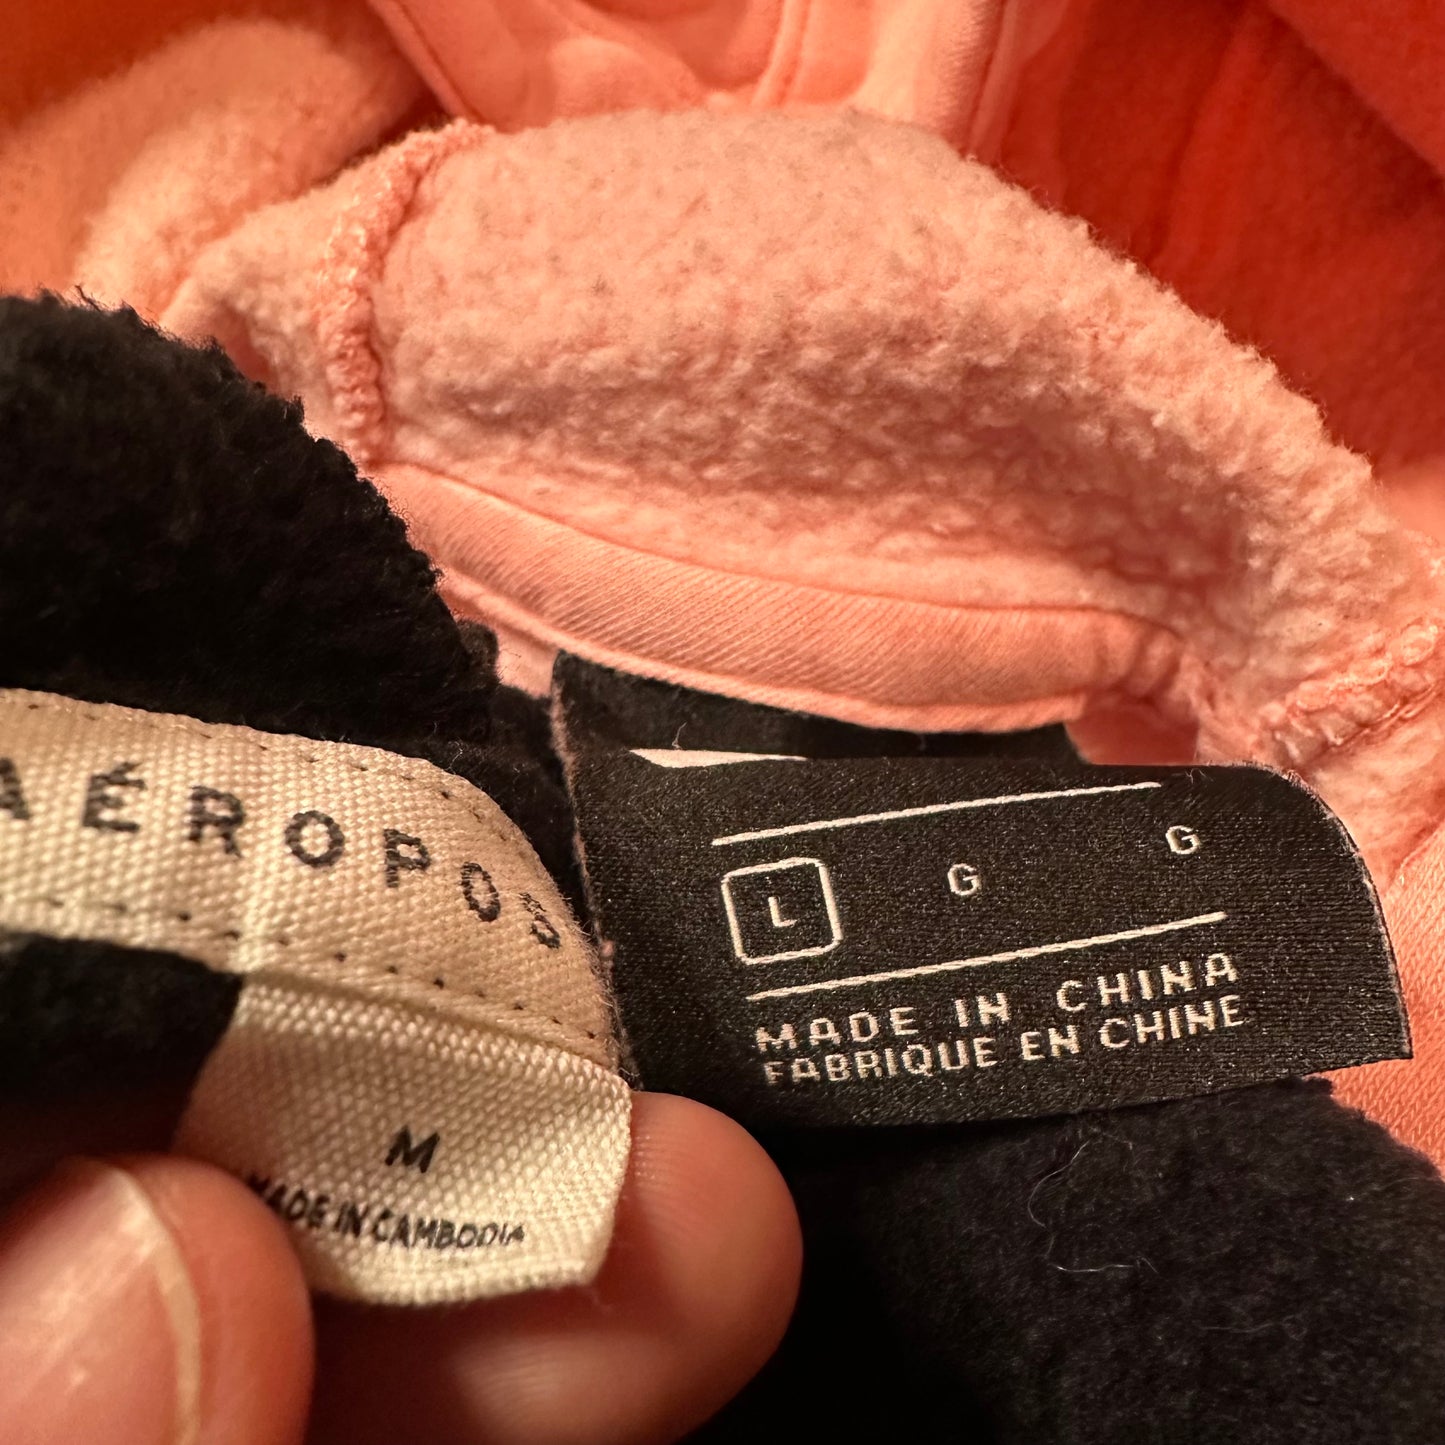 AÉROPOS
M
MADE IN CAMBODIA
L G G
MADE IN CHINA
FABRIQUE EN CHINE